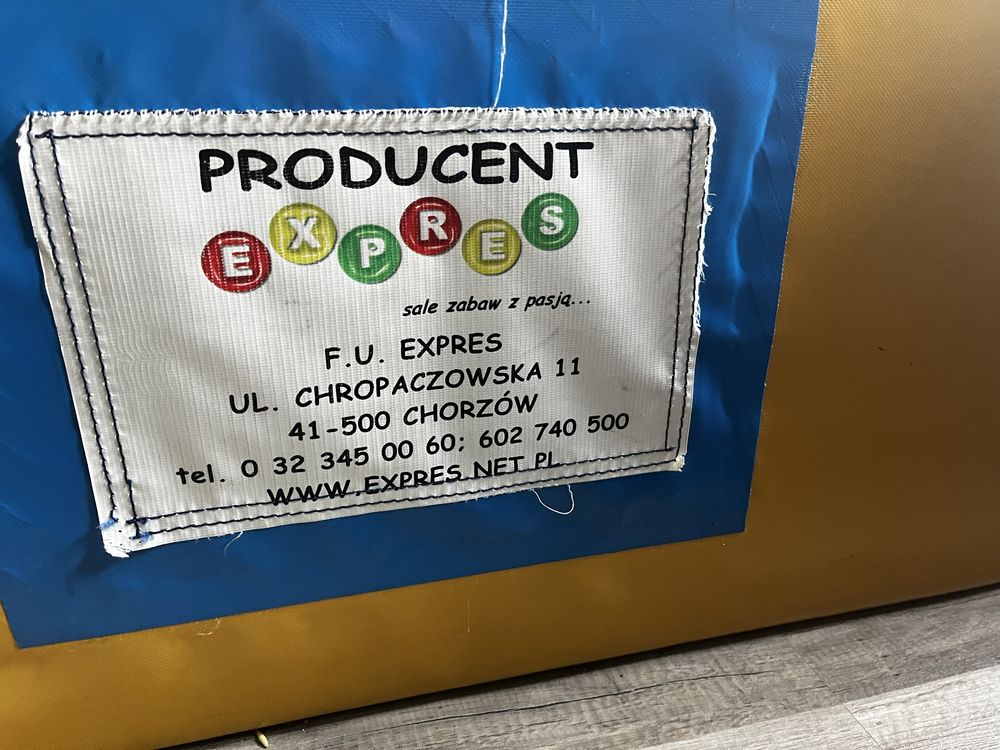 PRODUCENT
EXPRES
sale zabaw z pasją...
F.U. EXPRES
UL. CHROPACZOWSKA 11
41-500 CHORZÓW
tel. 0 32 345 00 60; 602 740 500
WWW.EXPRES.NET.PL